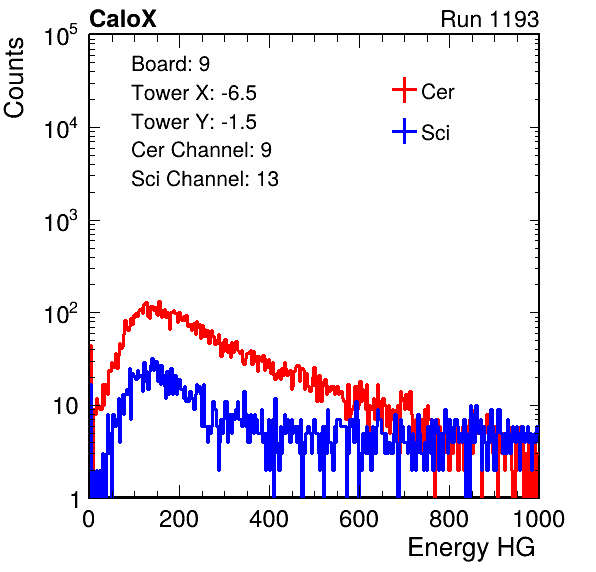 CaloX Run 1193
Counts
Board: 9
Tower X: -6.5
Tower Y: -1.5
Cer Channel: 9
Sci Channel: 13
Cer
Sci
10^5
10^4
10^3
10^2
10
1
0 200 400 600 800 1000
Energy HG